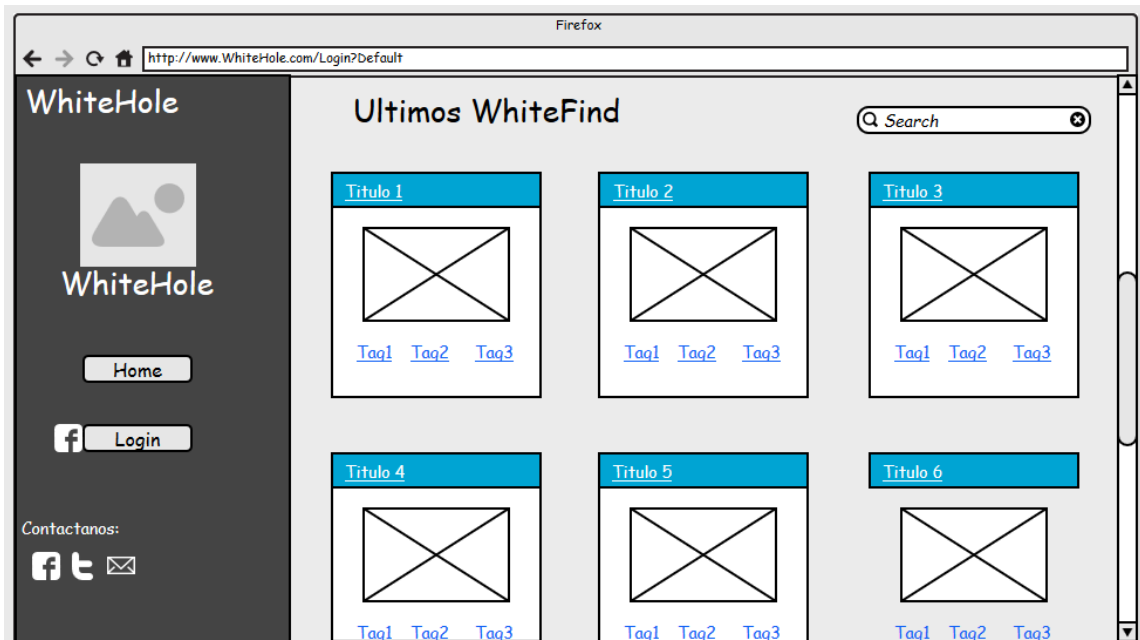 Firefox
http://www.WhiteHole.com/Login?Default
WhiteHole
WhiteHole
Home
Login
Contactanos:
Ultimos WhiteFind
Search
Titulo 1
Tag1 Tag2 Tag3
Titulo 2
Tag1 Tag2 Tag3
Titulo 3
Tag1 Tag2 Tag3
Titulo 4
Tag1 Tag2 Tag3
Titulo 5
Tag1 Tag2 Tag3
Titulo 6
Tag1 Tag2 Tag3